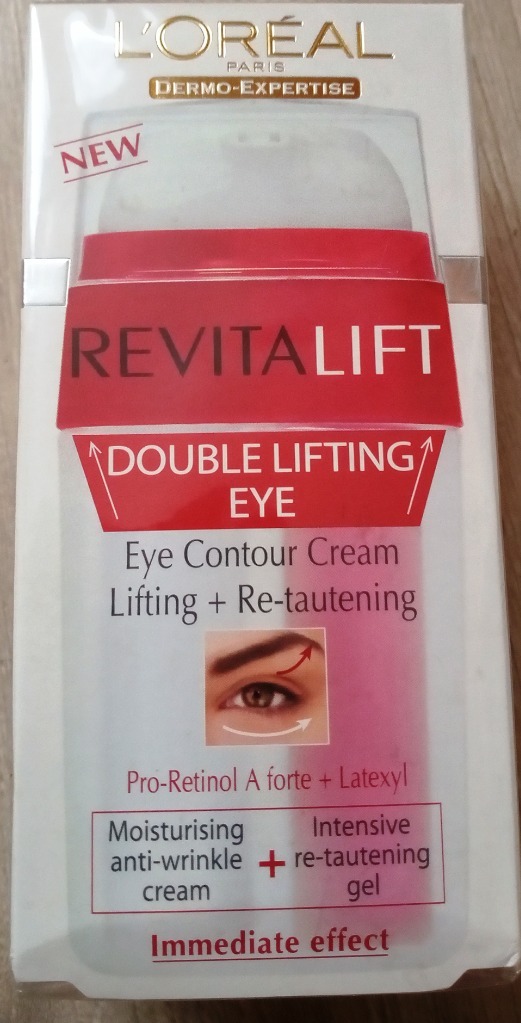 L'ORÉAL
PARIS
DERMO-EXPERTISE
NEW
REVITALIFT
DOUBLE LIFTING
EYE
Eye Contour Cream
Lifting + Re-tautening
Pro-Retinol A forte + Latexyl
Moisturising
anti-wrinkle
cream
+
Intensive
re-tautening
gel
Immediate effect